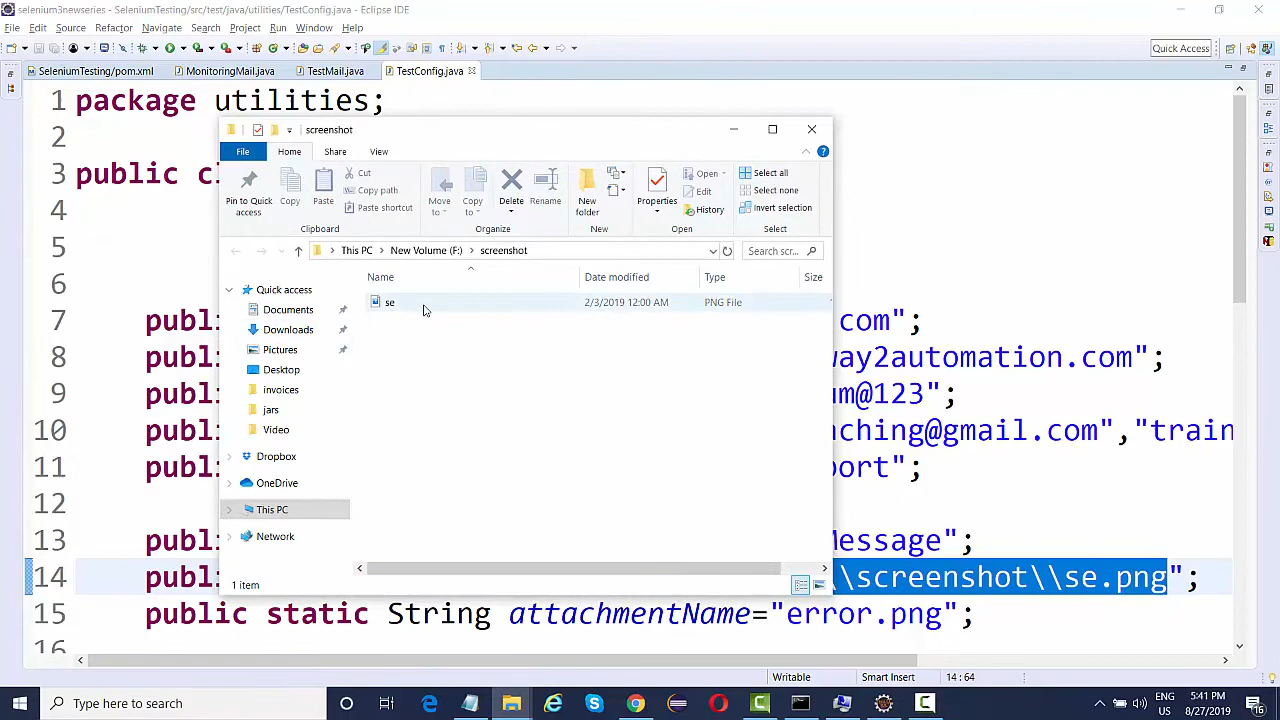 selenium3newseries - SeleniumTesting/src/test/java/utilities/TestConfig.java - Eclipse IDE
File Edit Source Refactor Navigate Search Project Run Window Help
Quick Access
SeleniumTesting/pom.xml MonitoringMail.java TestMail.java TestConfig.java
1 package utilities;
2
3 public cl
4
5
6
7 publi com";
8 publi way2automation.com";
9 publi um@123";
10 publi aching@gmail.com","train
11 publi port";
12
13 publi Message";
14 publi \\screenshot\\se.png";
15 public static String attachmentName="error.png";
16
screenshot
File Home Share View
Pin to Quick access
Copy
Paste
Cut
Copy path
Paste shortcut
Clipboard
Move to
Copy to
Delete
Rename
Organize
New folder
New
Properties
Open
Edit
History
Open
Select all
Select none
Invert selection
Select
This PC New Volume (F:) screenshot
Search scr...
Name Date modified Type Size
se 2/3/2019 12:00 AM PNG File
Quick access
Documents
Downloads
Pictures
Desktop
invoices
jars
Video
Dropbox
OneDrive
This PC
Network
1 item
Writable Smart Insert 14 : 64
Type here to search
ENG
US
5:41 PM
8/27/2019
16